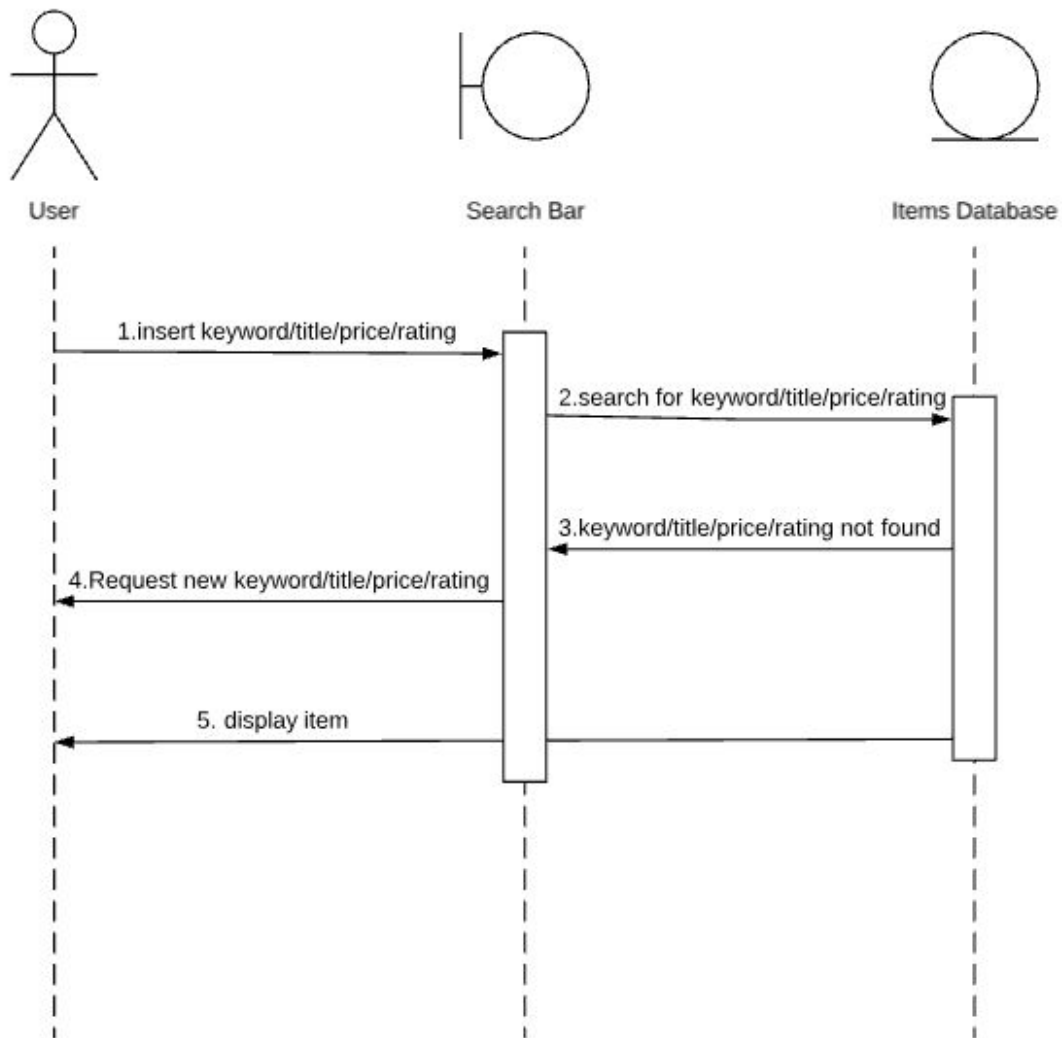 User
Search Bar
Items Database
1.insert keyword/title/price/rating
2.search for keyword/title/price/rating
3.keyword/title/price/rating not found
4.Request new keyword/title/price/rating
5. display item